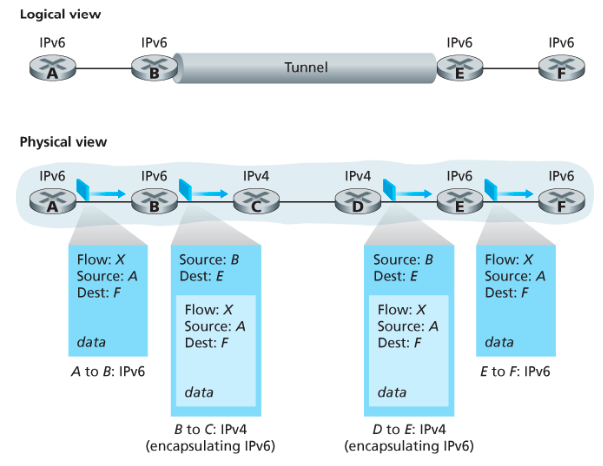 Logical view
IPv6 IPv6 IPv6 IPv6
A B Tunnel E F
Physical view
IPv6 IPv6 IPv4 IPv4 IPv6 IPv6
A B C D E F
Flow: X
Source: A
Dest: F
data
A to B: IPv6
Source: B
Dest: E
Flow: X
Source: A
Dest: F
data
B to C: IPv4
(encapsulating IPv6)
Source: B
Dest: E
Flow: X
Source: A
Dest: F
data
D to E: IPv4
(encapsulating IPv6)
Flow: X
Source: A
Dest: F
data
E to F: IPv6